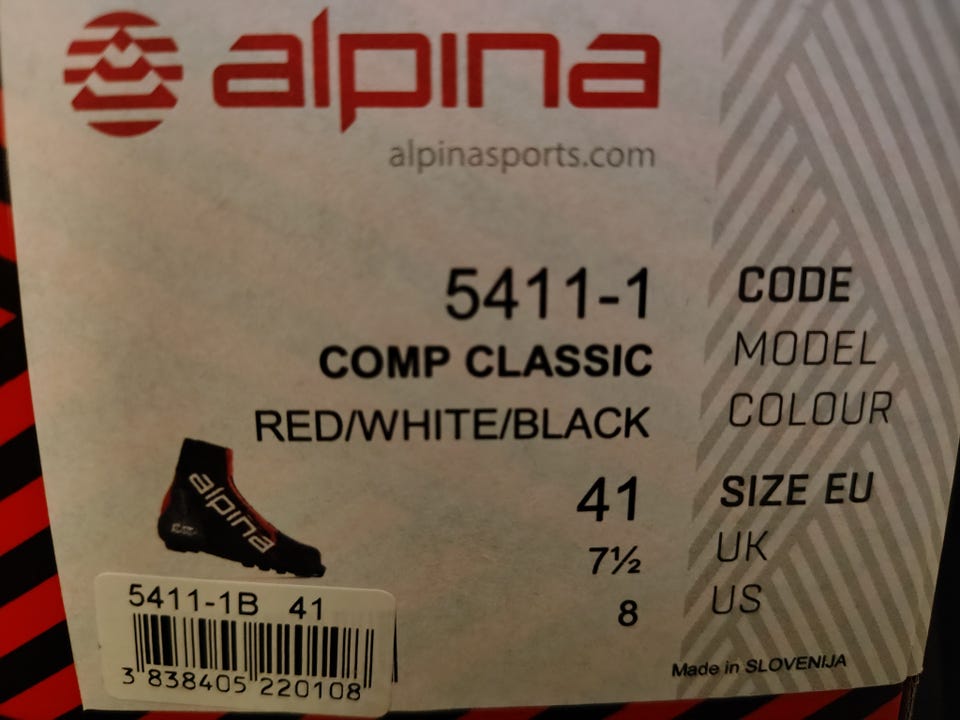 alpina
alpinasports.com
5411-1 CODE
COMP CLASSIC MODEL
RED/WHITE/BLACK COLOUR
alpina
41 SIZE EU
7½ UK
8 US
Made in SLOVENIJA
5411-1B 41
3 838405 220108